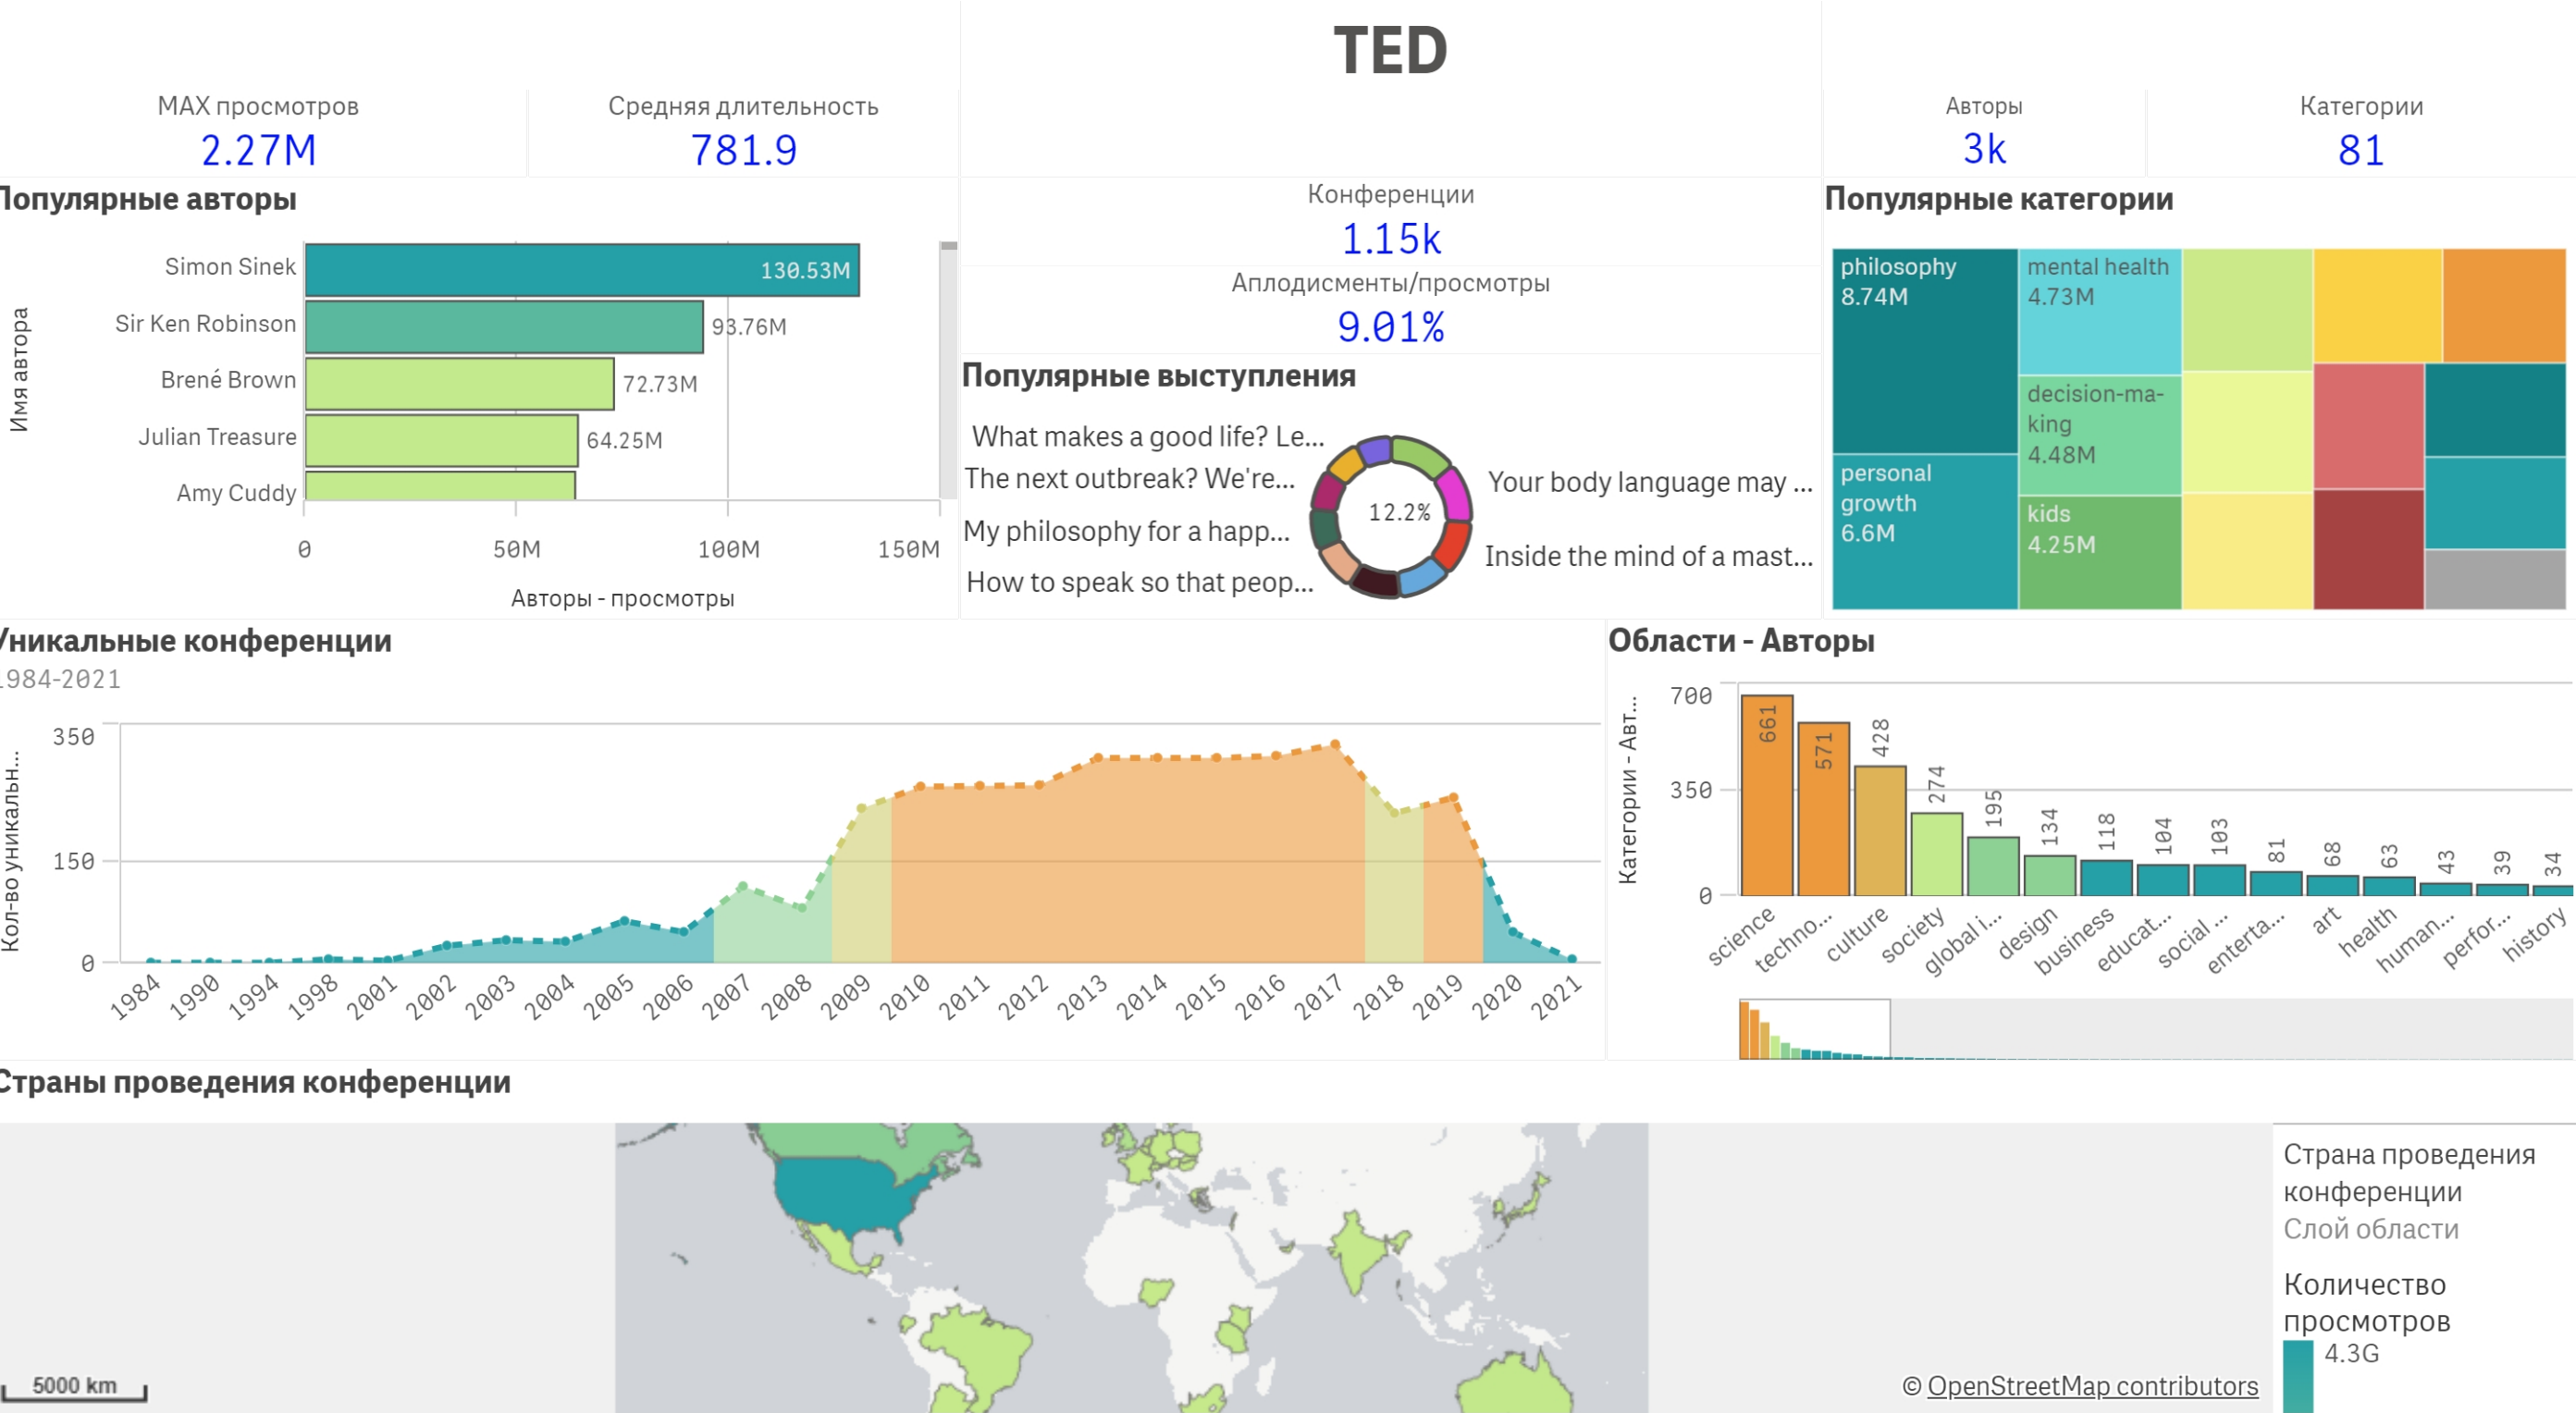 TED
MAX просмотров
2.27M
Средняя длительность
781.9
Авторы
3k
Категории
81
Популярные авторы
Имя автора
Simon Sinek
130.53M
Sir Ken Robinson
93.76M
Brené Brown
72.73M
Julian Treasure
64.25M
Amy Cuddy
0
50M
100M
150M
Авторы - просмотры
Конференции
1.15k
Аплодисменты/просмотры
9.01%
Популярные выступления
What makes a good life? Le...
The next outbreak? We're...
My philosophy for a happ...
How to speak so that peop...
12.2%
Your body language may ...
Inside the mind of a mast...
Популярные категории
philosophy
8.74M
personal
growth
6.6M
mental health
4.73M
decision-ma-
king
4.48M
kids
4.25M
Уникальные конференции
1984-2021
Кол-во уникальн...
350
150
0
1984
1990
1994
1998
2001
2002
2003
2004
2005
2006
2007
2008
2009
2010
2011
2012
2013
2014
2015
2016
2017
2018
2019
2020
2021
Области - Авторы
Категории - Авт...
700
350
0
661
571
428
274
195
134
118
104
103
81
68
63
43
39
34
science
techno...
culture
society
global i...
design
business
educat...
social ...
enterta...
art
health
human...
perfor...
history
Страны проведения конференции
5000 km
© OpenStreetMap contributors
Страна проведения
конференции
Слой области
Количество
просмотров
4.3G